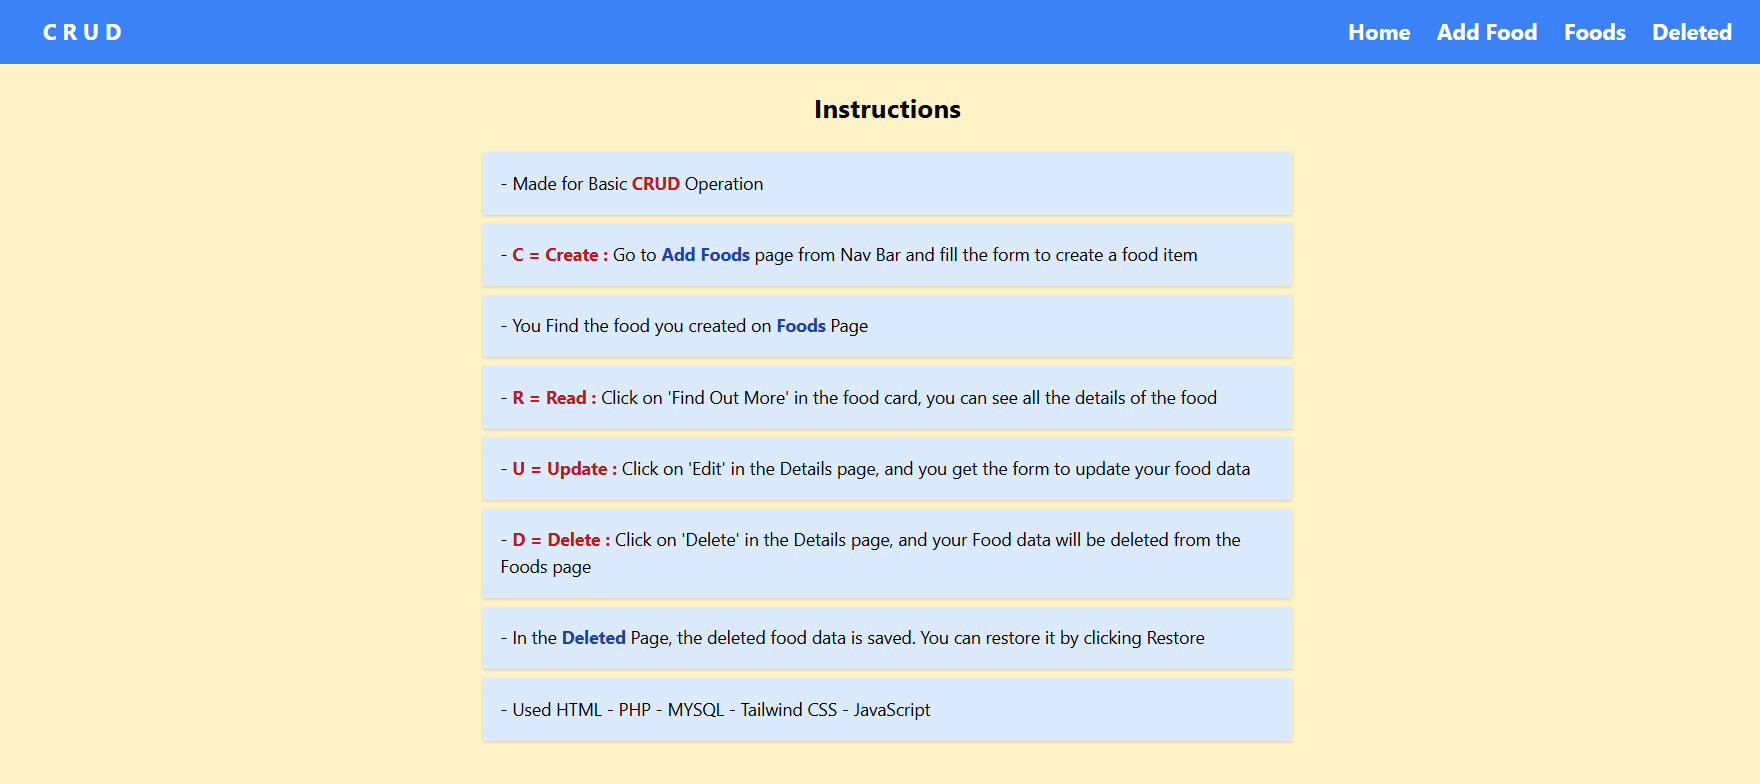 C R U D
Home Add Food Foods Deleted
Instructions
- Made for Basic CRUD Operation
- C = Create : Go to Add Foods page from Nav Bar and fill the form to create a food item
- You Find the food you created on Foods Page
- R = Read : Click on 'Find Out More' in the food card, you can see all the details of the food
- U = Update : Click on 'Edit' in the Details page, and you get the form to update your food data
- D = Delete : Click on 'Delete' in the Details page, and your Food data will be deleted from the
Foods page
- In the Deleted Page, the deleted food data is saved. You can restore it by clicking Restore
- Used HTML - PHP - MYSQL - Tailwind CSS - JavaScript